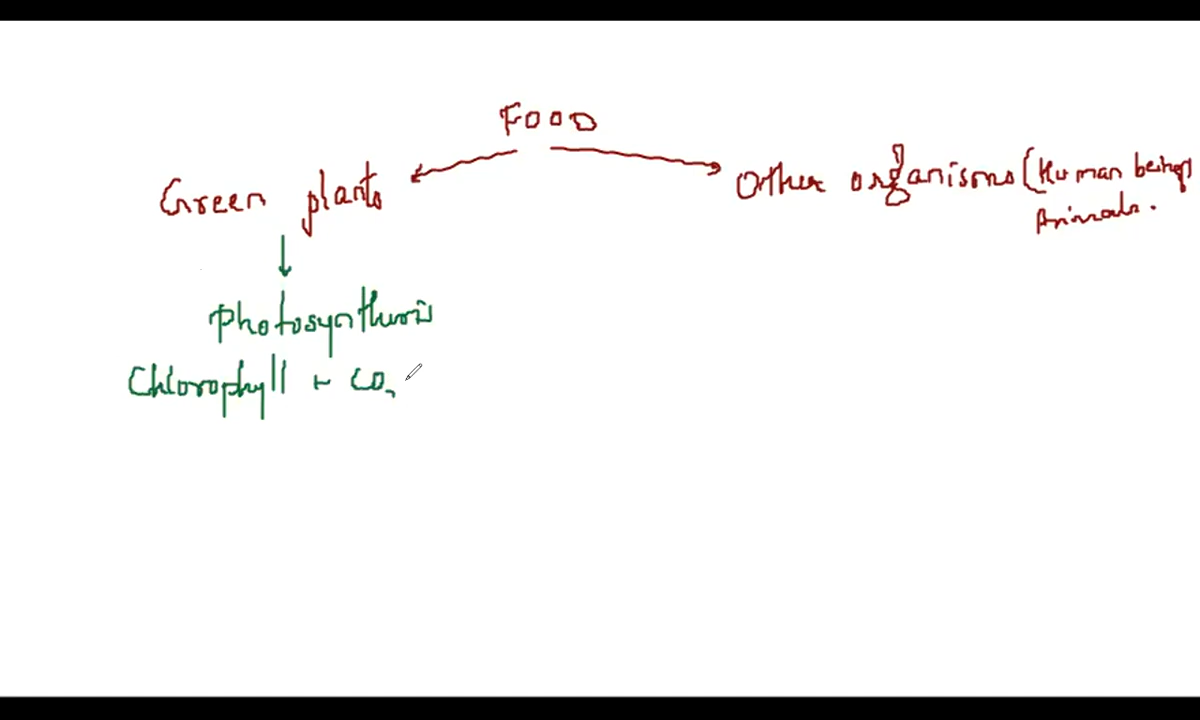 FOOD
Green plants
Other organisms (Human beings
Animals.
Photosynthesis
Chlorophyll + CO₂